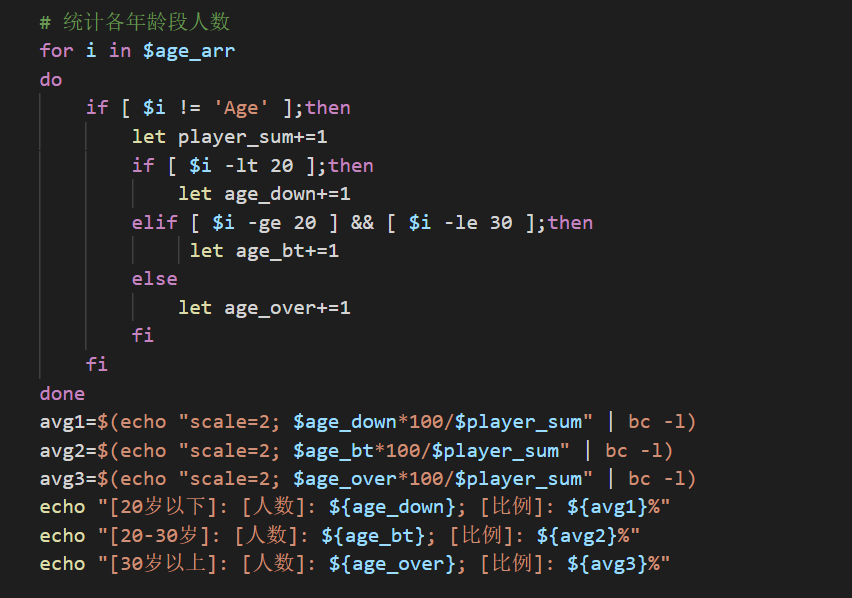 # 统计各年龄段人数
for i in $age_arr
do
    if [ $i != 'Age' ];then
        let player_sum+=1
        if [ $i -lt 20 ];then
            let age_down+=1
        elif [ $i -ge 20 ] && [ $i -le 30 ];then
             let age_bt+=1
        else
            let age_over+=1
        fi
    fi
done
avg1=$(echo "scale=2; $age_down*100/$player_sum" | bc -l)
avg2=$(echo "scale=2; $age_bt*100/$player_sum" | bc -l)
avg3=$(echo "scale=2; $age_over*100/$player_sum" | bc -l)
echo "[20岁以下]: [人数]: ${age_down}; [比例]: ${avg1}%"
echo "[20-30岁]: [人数]: ${age_bt}; [比例]: ${avg2}%"
echo "[30岁以上]: [人数]: ${age_over}; [比例]: ${avg3}%"